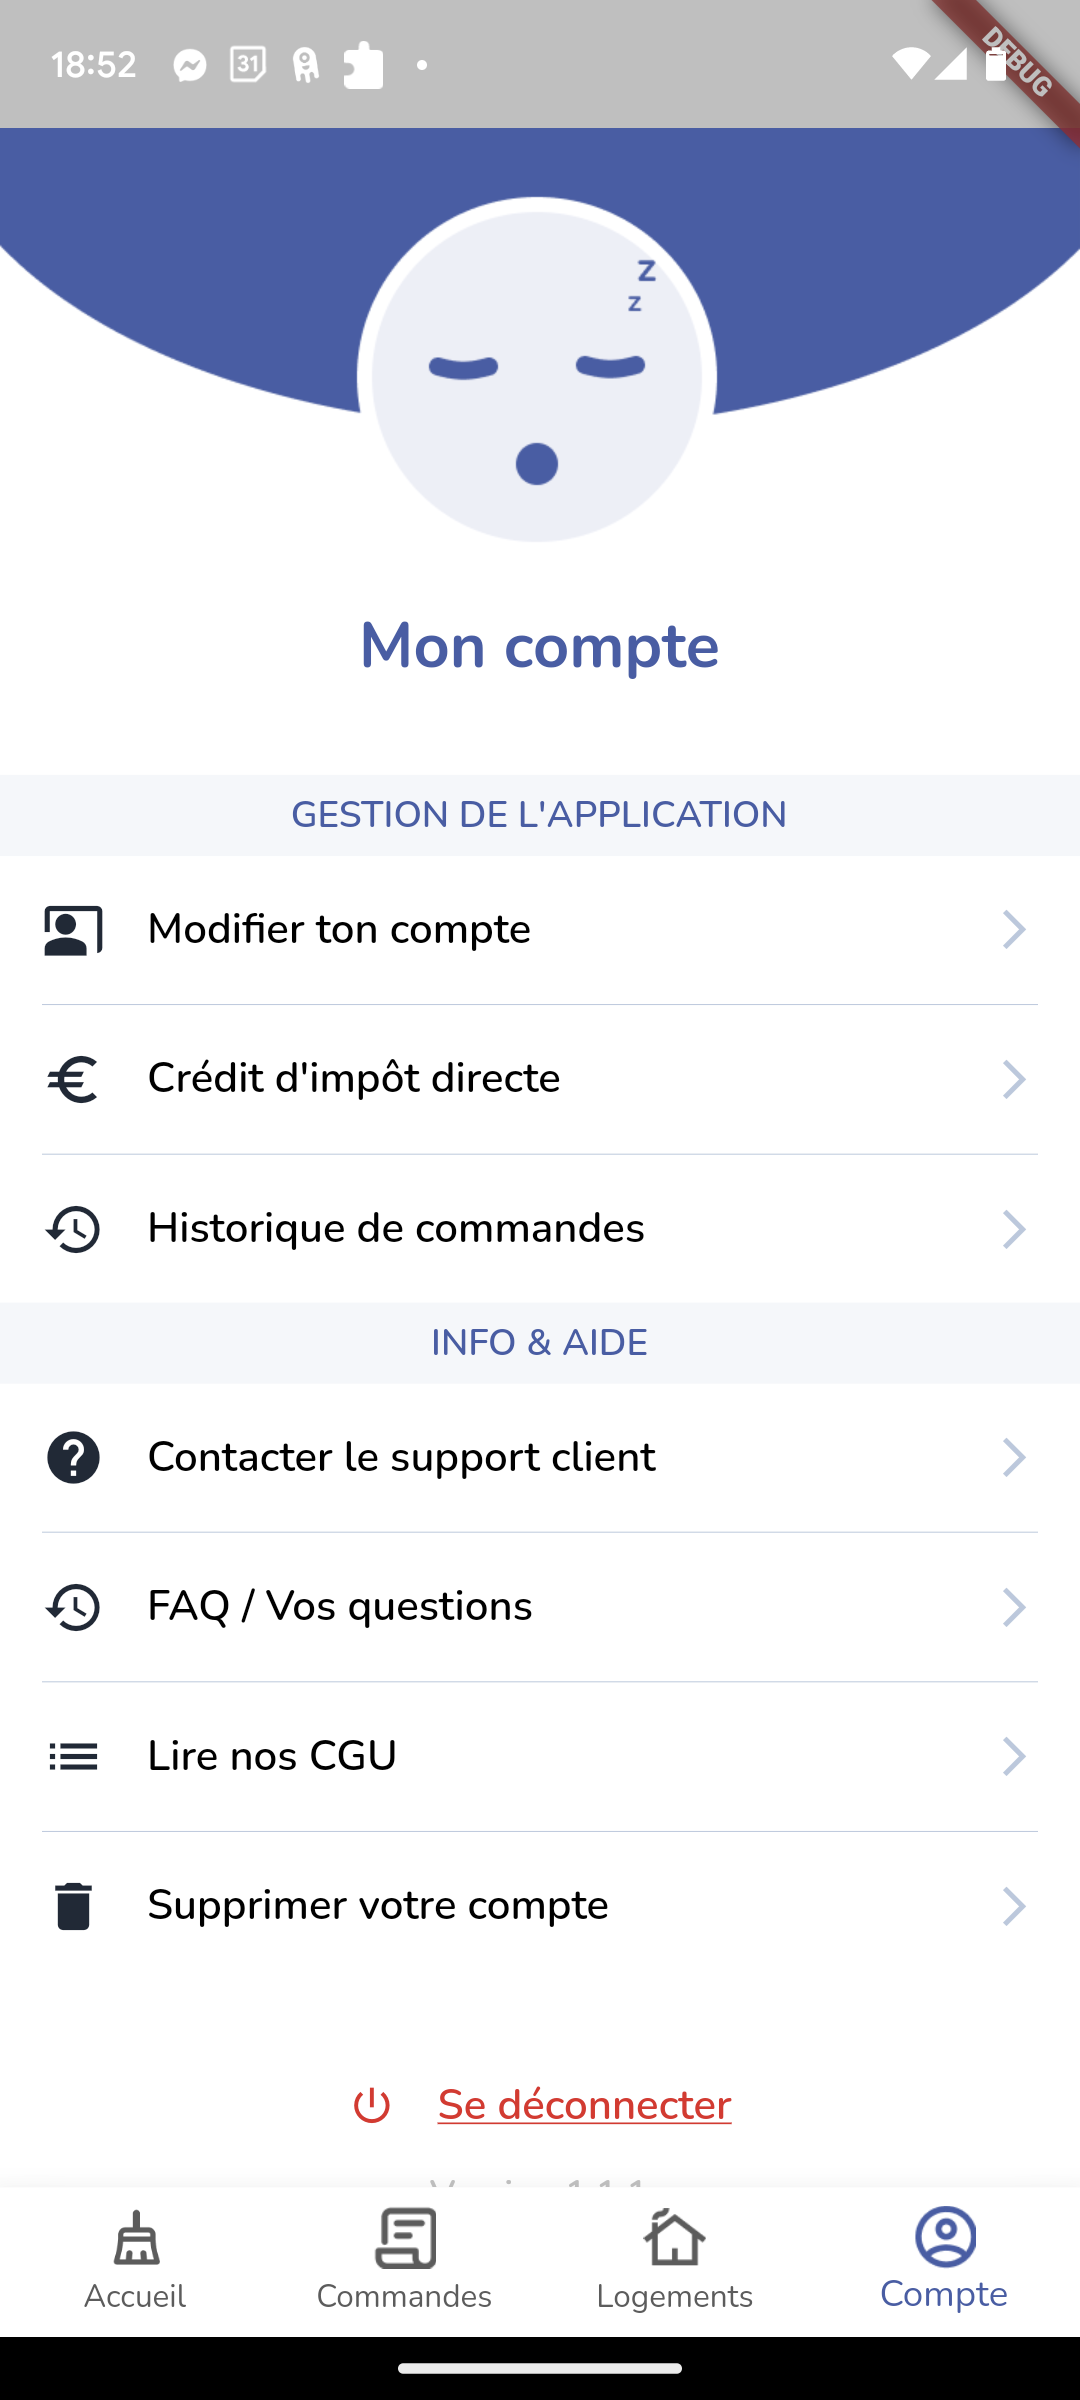 18:52
31
DEBUG
z
z
Mon compte
GESTION DE L'APPLICATION
Modifier ton compte
Crédit d'impôt directe
Historique de commandes
INFO & AIDE
Contacter le support client
FAQ / Vos questions
Lire nos CGU
Supprimer votre compte
Se déconnecter
Accueil
Commandes
Logements
Compte